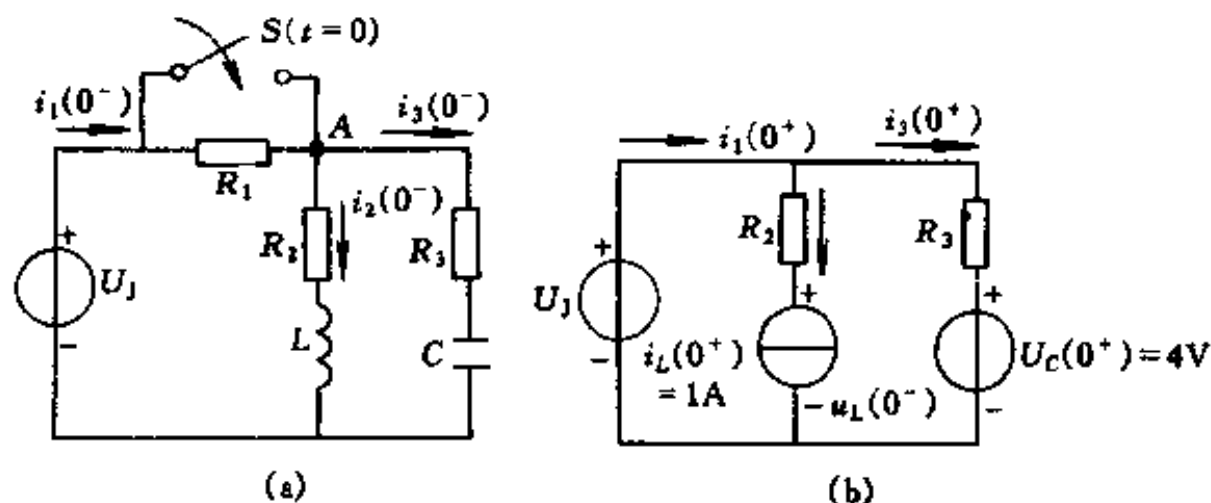 S(t = 0)
i₁(0⁻)
i₃(0⁻)
A
R₁
i₂(0⁻)
R₂
R₃
+
U_J
−
L
C
(a)
i₁(0⁺)
i₃(0⁺)
R₂
R₃
+
U_J
−
+
i_L(0⁺)
= 1A
− u_L(0⁻)
+
U_C(0⁺) = 4V
−
(b)